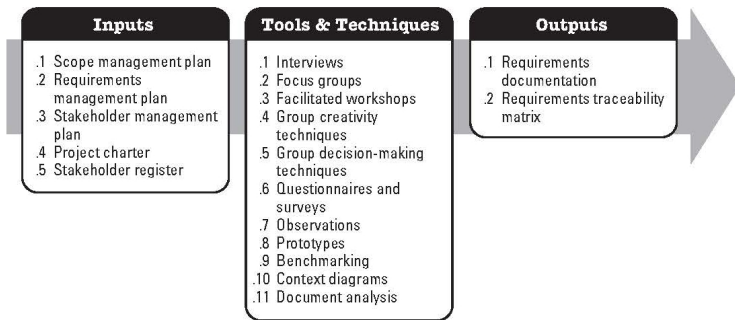 Inputs
.1 Scope management plan
.2 Requirements
management plan
.3 Stakeholder management
plan
.4 Project charter
.5 Stakeholder register
Tools & Techniques
.1 Interviews
.2 Focus groups
.3 Facilitated workshops
.4 Group creativity
techniques
.5 Group decision-making
techniques
.6 Questionnaires and
surveys
.7 Observations
.8 Prototypes
.9 Benchmarking
.10 Context diagrams
.11 Document analysis
Outputs
.1 Requirements
documentation
.2 Requirements traceability
matrix